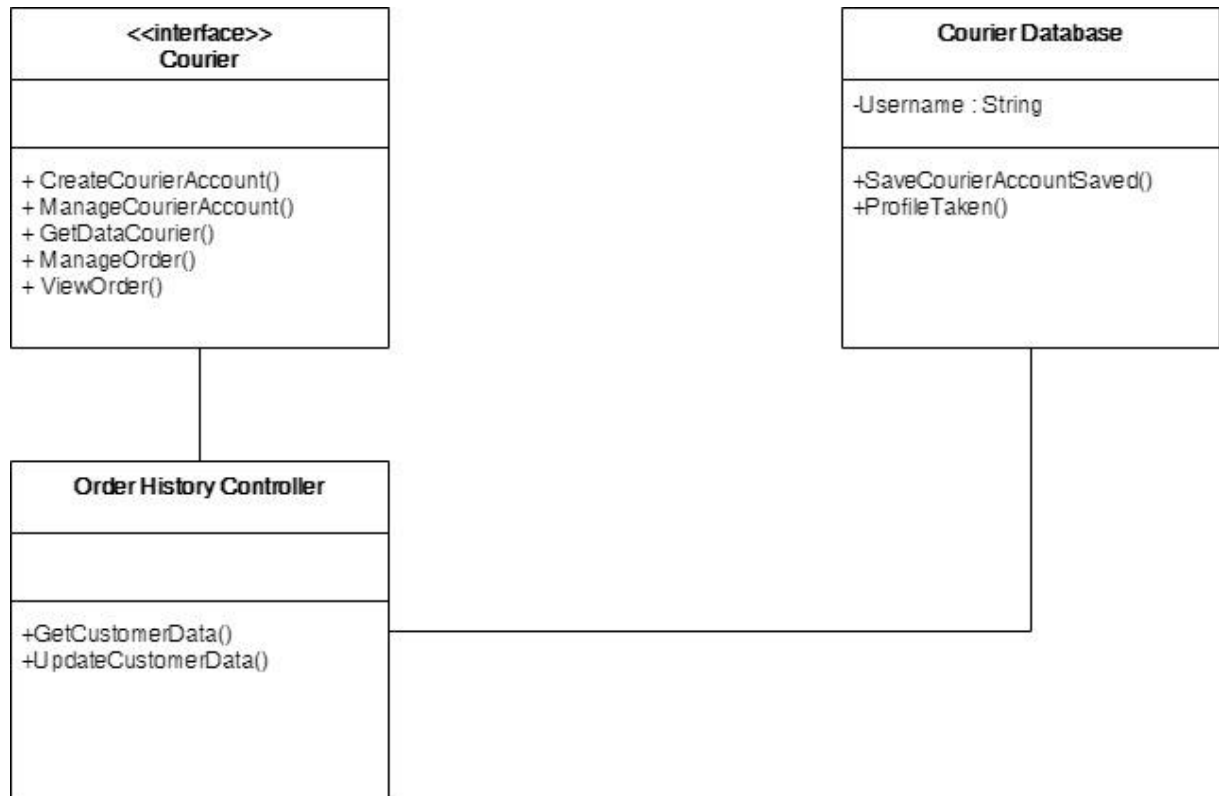 <<interface>>
Courier
+ CreateCourierAccount()
+ ManageCourierAccount()
+ GetDataCourier()
+ ManageOrder()
+ ViewOrder()
Courier Database
-Username : String
+SaveCourierAccountSaved()
+ProfileTaken()
Order History Controller
+GetCustomerData()
+UpdateCustomerData()